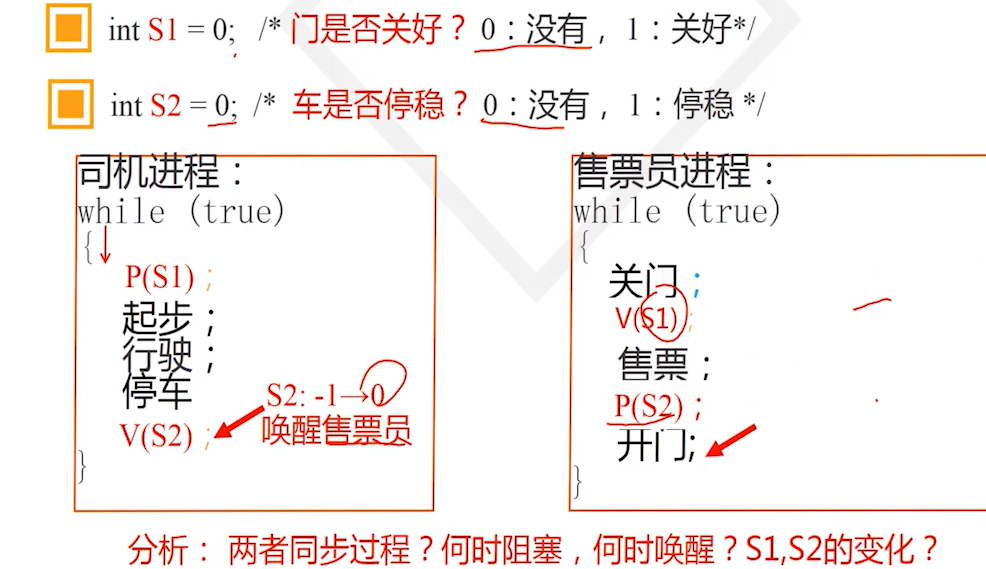 int S1 = 0;   /* 门是否关好？ 0：没有， 1：关好*/
int S2 = 0;   /* 车是否停稳？ 0：没有， 1：停稳 */
司机进程：
while (true)
{
P(S1)；
起步；
行驶；
停车
V(S2)；
}
S2: -1→0
唤醒售票员
售票员进程：
while (true)
{
关门；
V(S1)；
售票；
P(S2)；
开门;
}
分析： 两者同步过程？何时阻塞，何时唤醒？S1,S2的变化？